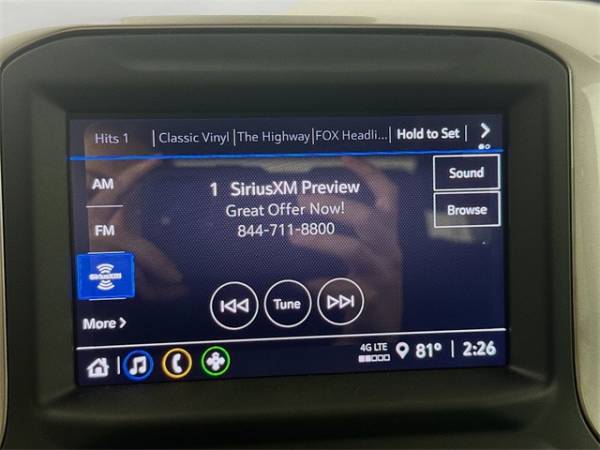 Hits 1 Classic Vinyl The Highway FOX Headli... Hold to Set
AM
1 SiriusXM Preview
Sound
Great Offer Now!
Browse
FM
844-711-8800
SiriusXM
Tune
More
4G LTE
81° 2:26